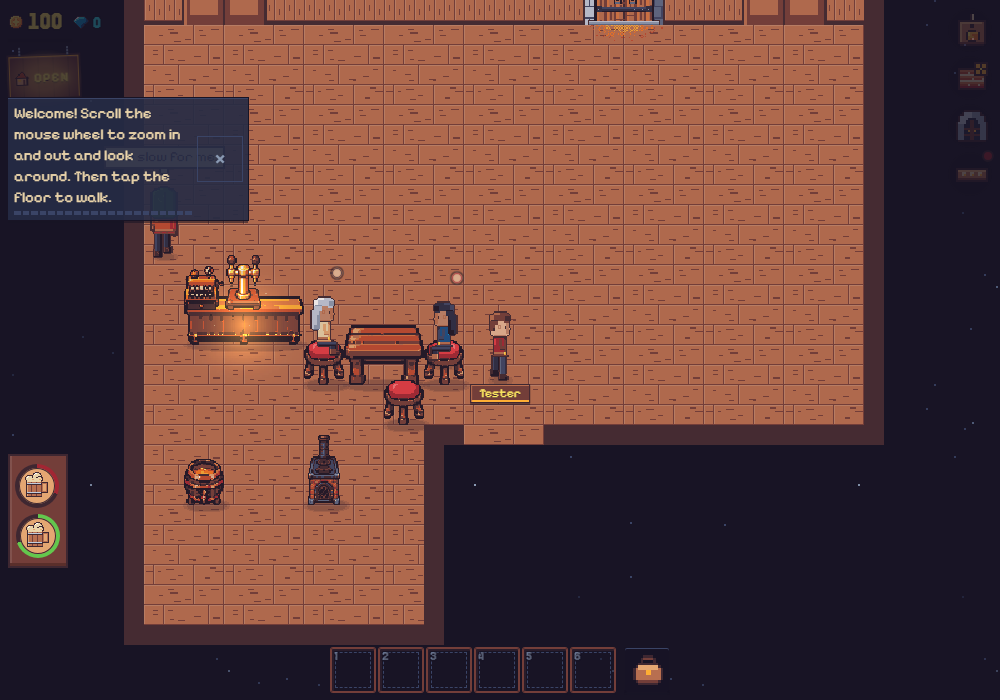 100
0
OPEN
Welcome! Scroll the
mouse wheel to zoom in
and out and look
around. Then tap the
floor to walk.
×
Tester
1
2
3
4
5
6